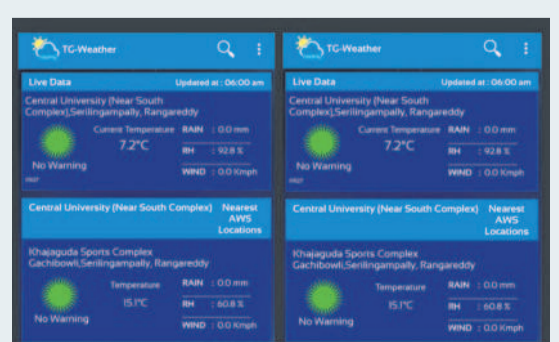 TG-Weather
Live Data Updated at : 06:00 am
Central University (Near South
Complex),Serilingampally, Rangareddy
Current Temperature RAIN : 0.0 mm
7.2°C RH : 92.8 %
No Warning WIND : 0.0 Kmph
Central University (Near South Complex) Nearest
AWS
Locations
Khajaguda Sports Complex
Gachibowli,Serilingampally, Rangareddy
Temperature RAIN : 0.0 mm
15.1°C RH : 60.8 %
No Warning WIND : 0.0 Kmph
TG-Weather
Live Data Updated at : 06:00 am
Central University (Near South
Complex),Serilingampally, Rangareddy
Current Temperature RAIN : 0.0 mm
7.2°C RH : 92.8 %
No Warning WIND : 0.0 Kmph
Central University (Near South Complex) Nearest
AWS
Locations
Khajaguda Sports Complex
Gachibowli,Serilingampally, Rangareddy
Temperature RAIN : 0.0 mm
15.1°C RH : 60.8 %
No Warning WIND : 0.0 Kmph